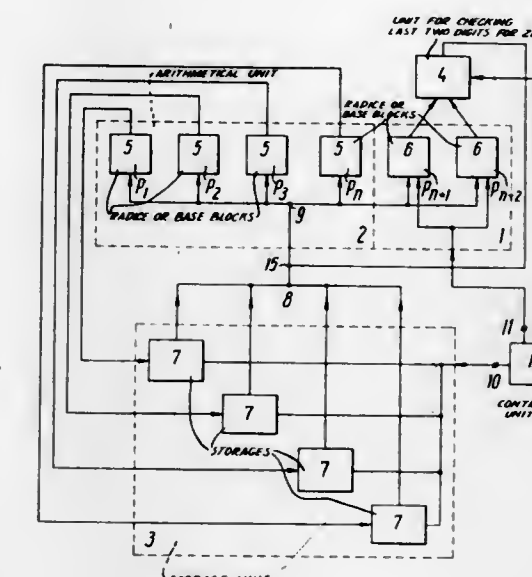 UNIT FOR CHECKING
LAST TWO DIGITS FOR
4
ARITHMETICAL UNIT
RADICE OR
BASE BLOCKS
5 5 5 5 6 6
P1 P2 P3 Pn Pn+1 Pn+2
RADICE OR BASE BLOCKS
9
2 1
15
8
11
7
10
7
UNIT
STORAGES
7
7
3